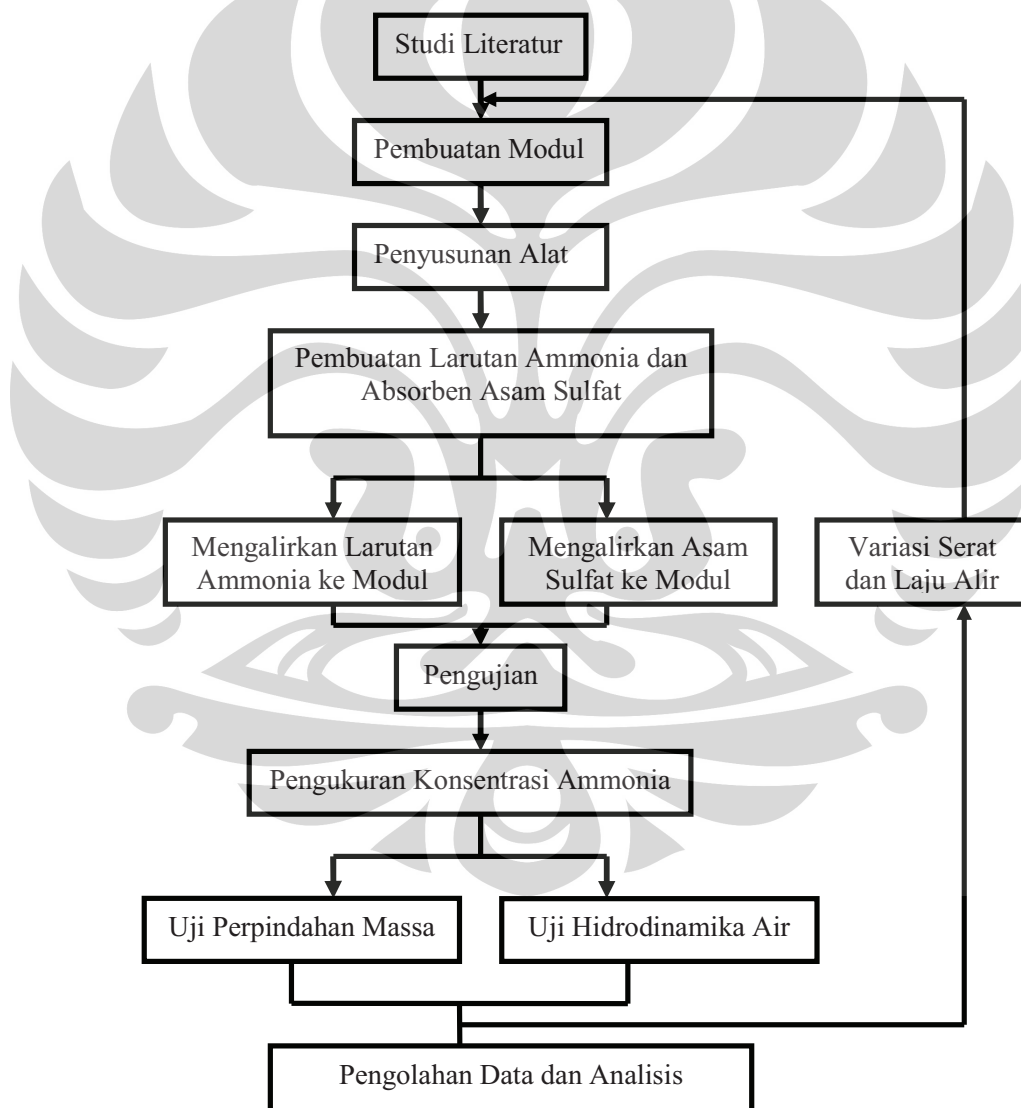 Studi Literatur
Pembuatan Modul
Penyusunan Alat
Pembuatan Larutan Ammonia dan
Absorben Asam Sulfat
Mengalirkan Larutan
Ammonia ke Modul
Mengalirkan Asam
Sulfat ke Modul
Variasi Serat
dan Laju Alir
Pengujian
Pengukuran Konsentrasi Ammonia
Uji Perpindahan Massa
Uji Hidrodinamika Air
Pengolahan Data dan Analisis